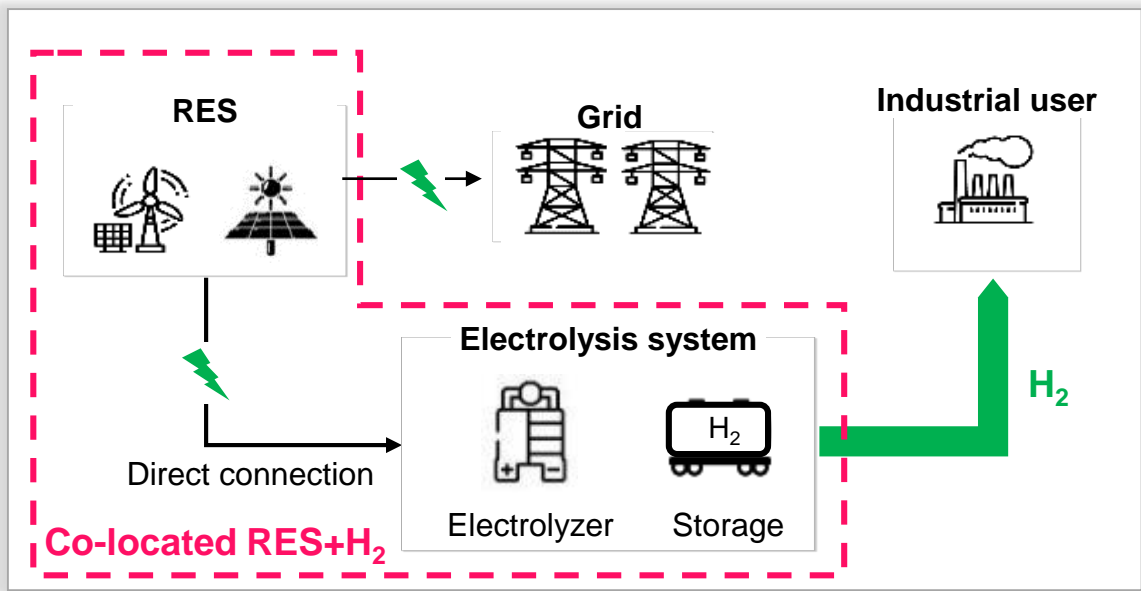 RES
Grid
Industrial user
Electrolysis system
H₂
H₂
Direct connection
Electrolyzer
Storage
Co-located RES+H₂